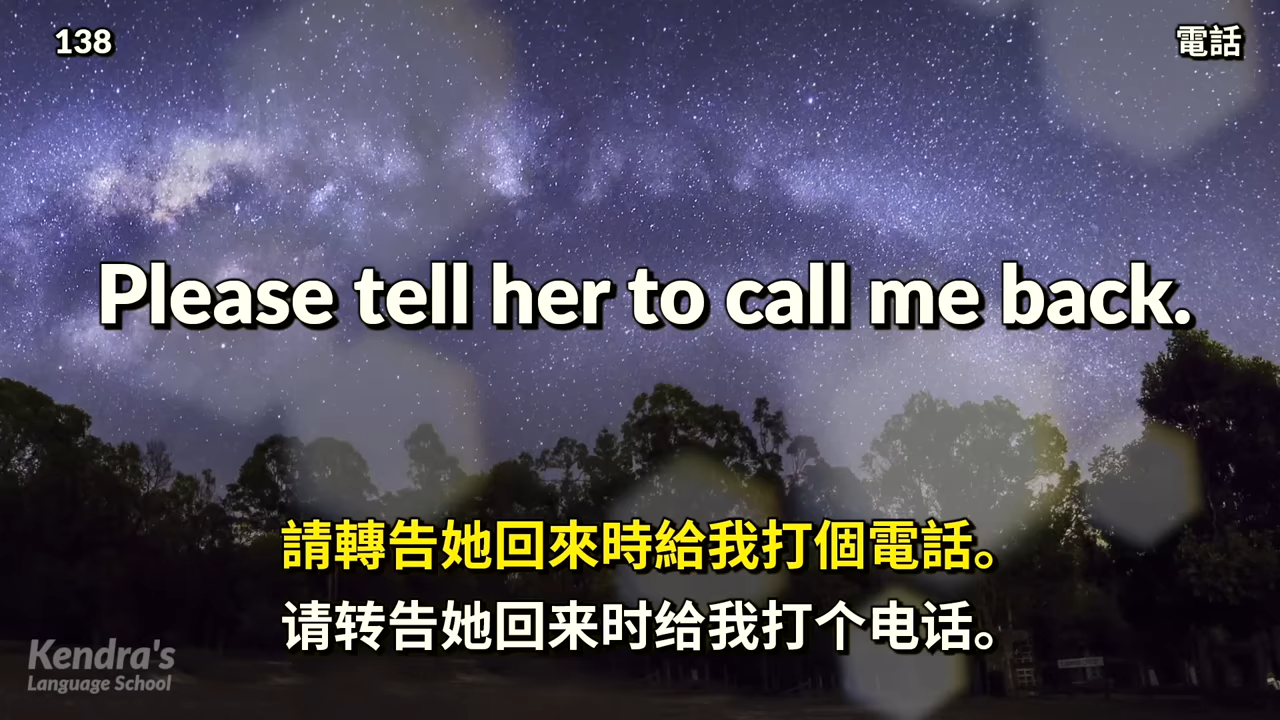 138
電話
Please tell her to call me back.
請轉告她回來時給我打個電話。
请转告她回来时给我打个电话。
Kendra's
Language School